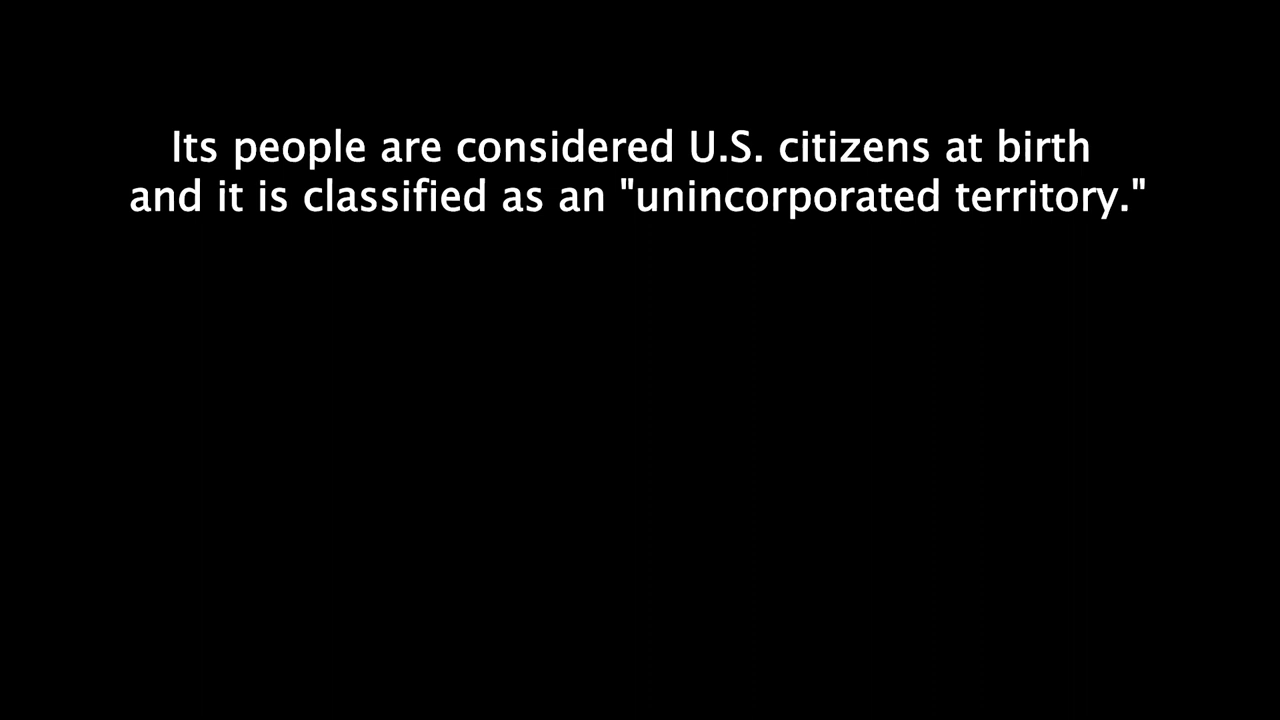 Its people are considered U.S. citizens at birth
and it is classified as an "unincorporated territory."